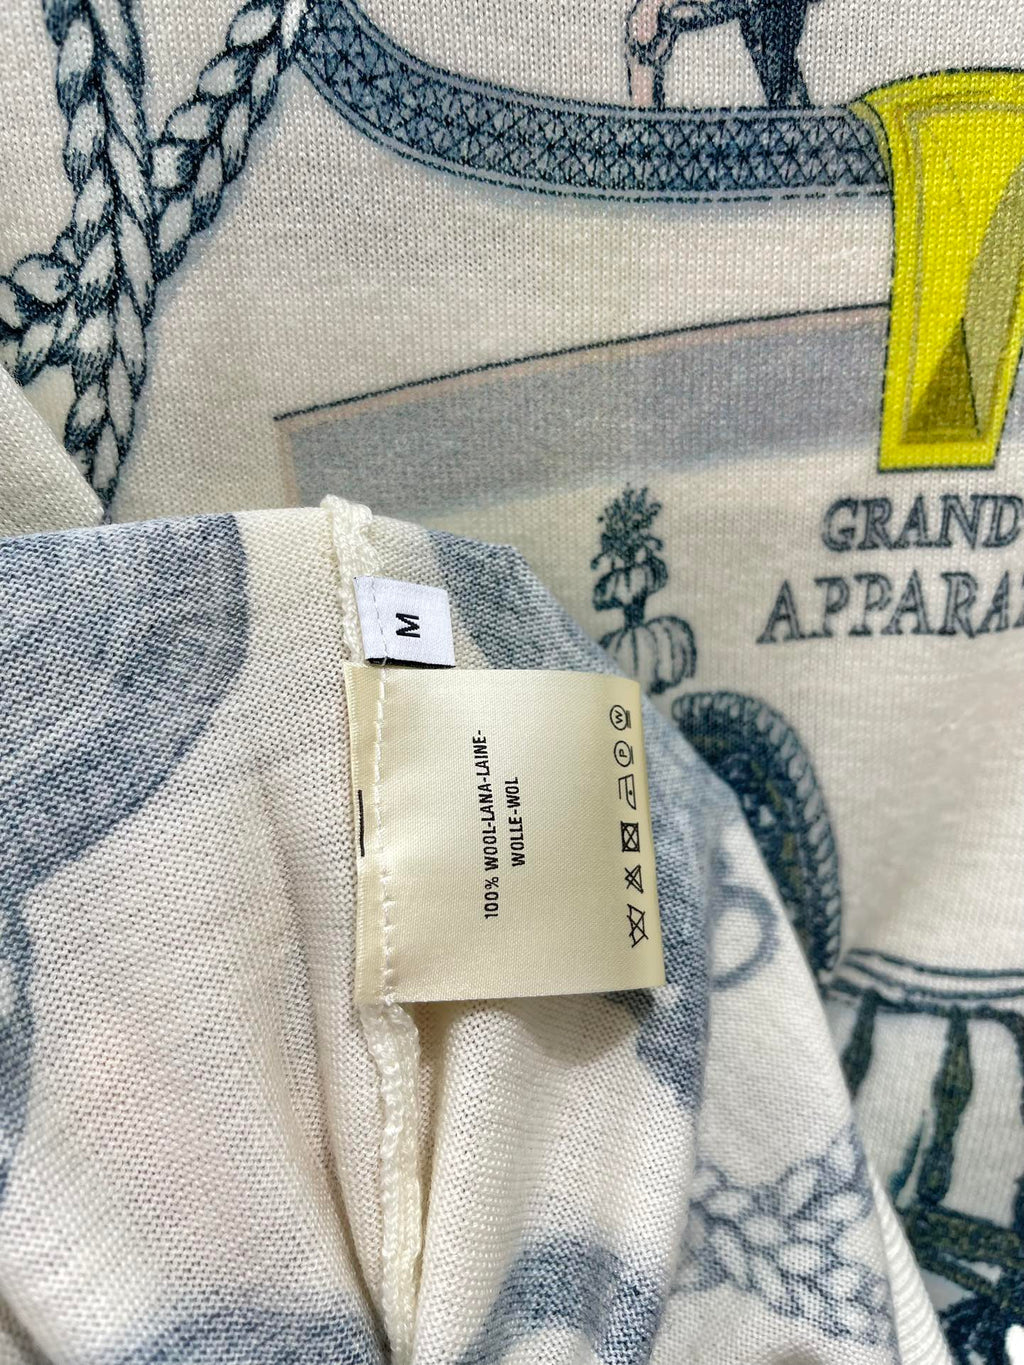 GRAND
APPARA
M
100% WOOL-LANA-LAINE-
WOLLE-WOL
W
P